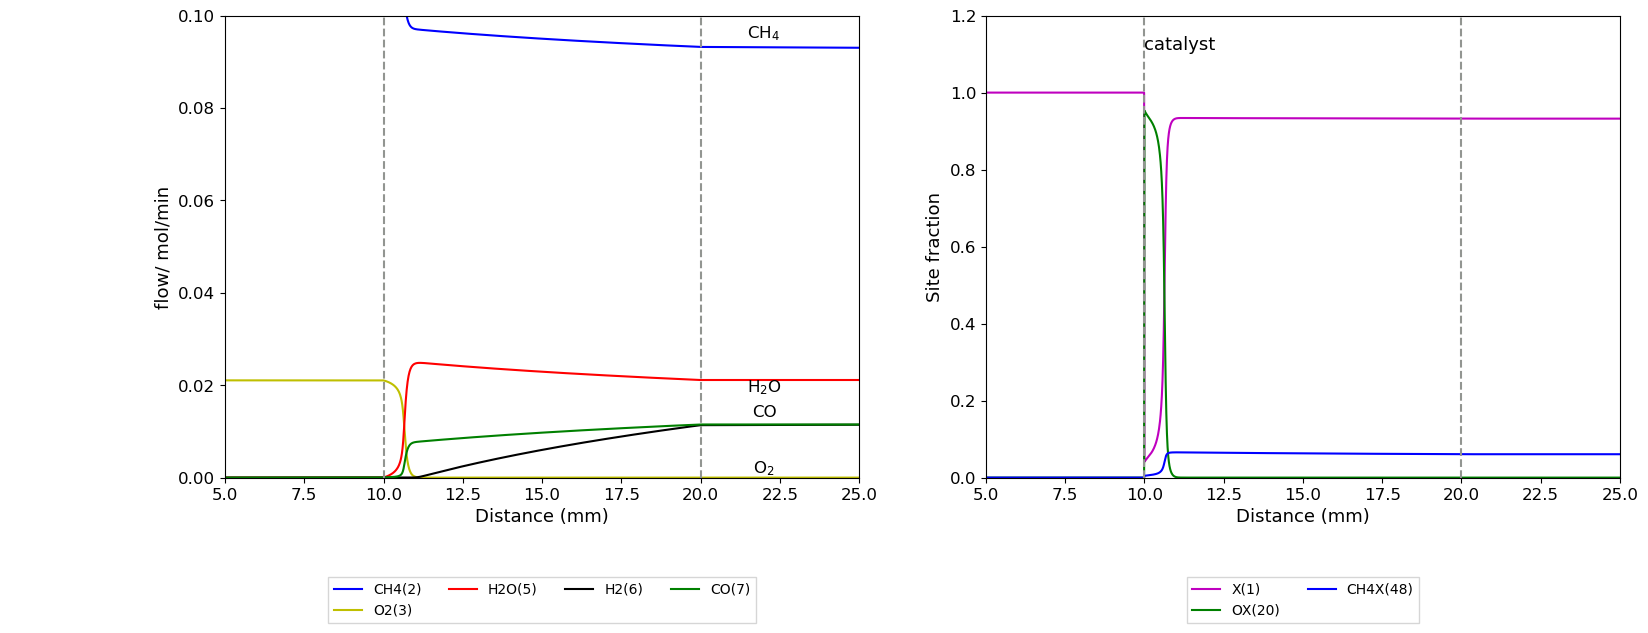 0.10
0.08
0.06
0.04
0.02
0.00
flow/ mol/min
CH4
H2O
CO
O2
5.0 7.5 10.0 12.5 15.0 17.5 20.0 22.5 25.0
Distance (mm)
CH4(2) H2O(5) H2(6) CO(7)
O2(3)
1.2
1.0
0.8
0.6
0.4
0.2
0.0
Site fraction
catalyst
5.0 7.5 10.0 12.5 15.0 17.5 20.0 22.5 25.0
Distance (mm)
X(1) CH4X(48)
OX(20)